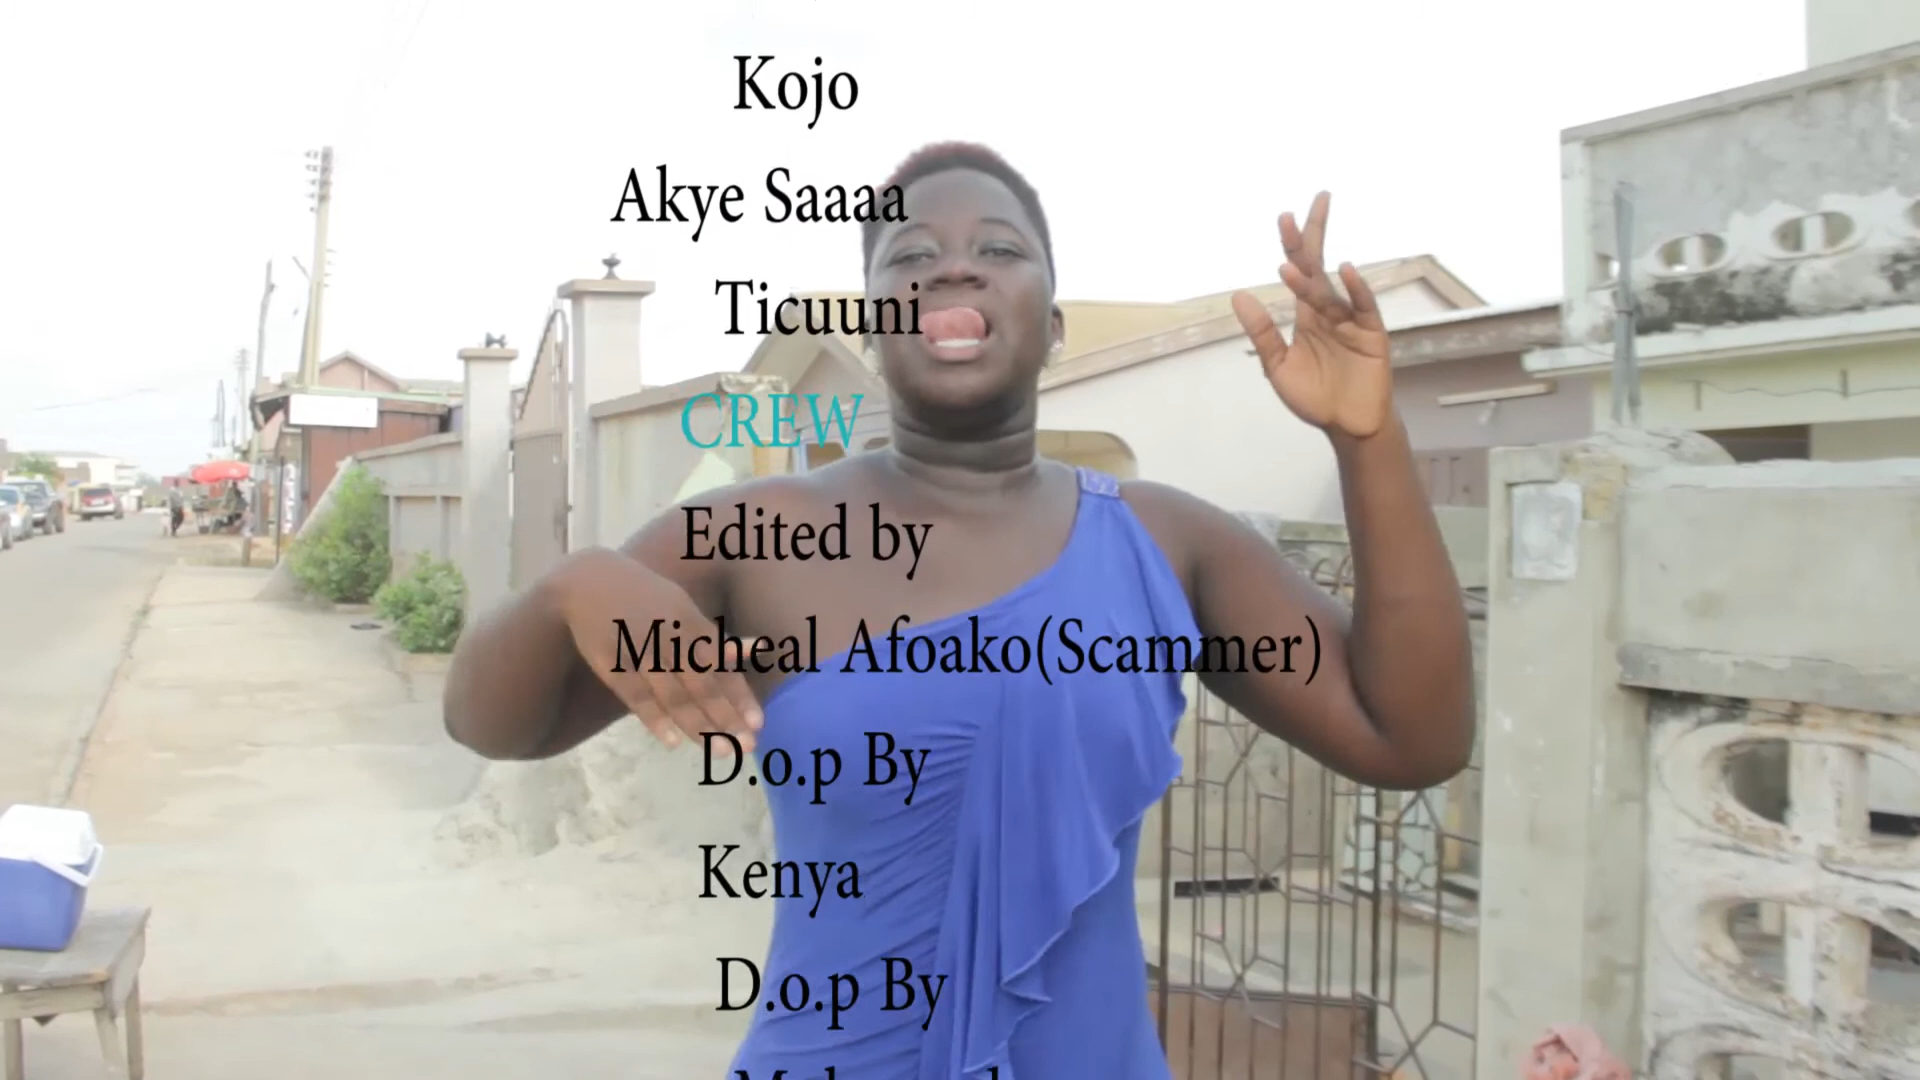 Kojo
Akye Saaaa
Ticuuni
CREW
Edited by
Micheal Afoako(Scammer)
D.o.p By
Kenya
D.o.p By